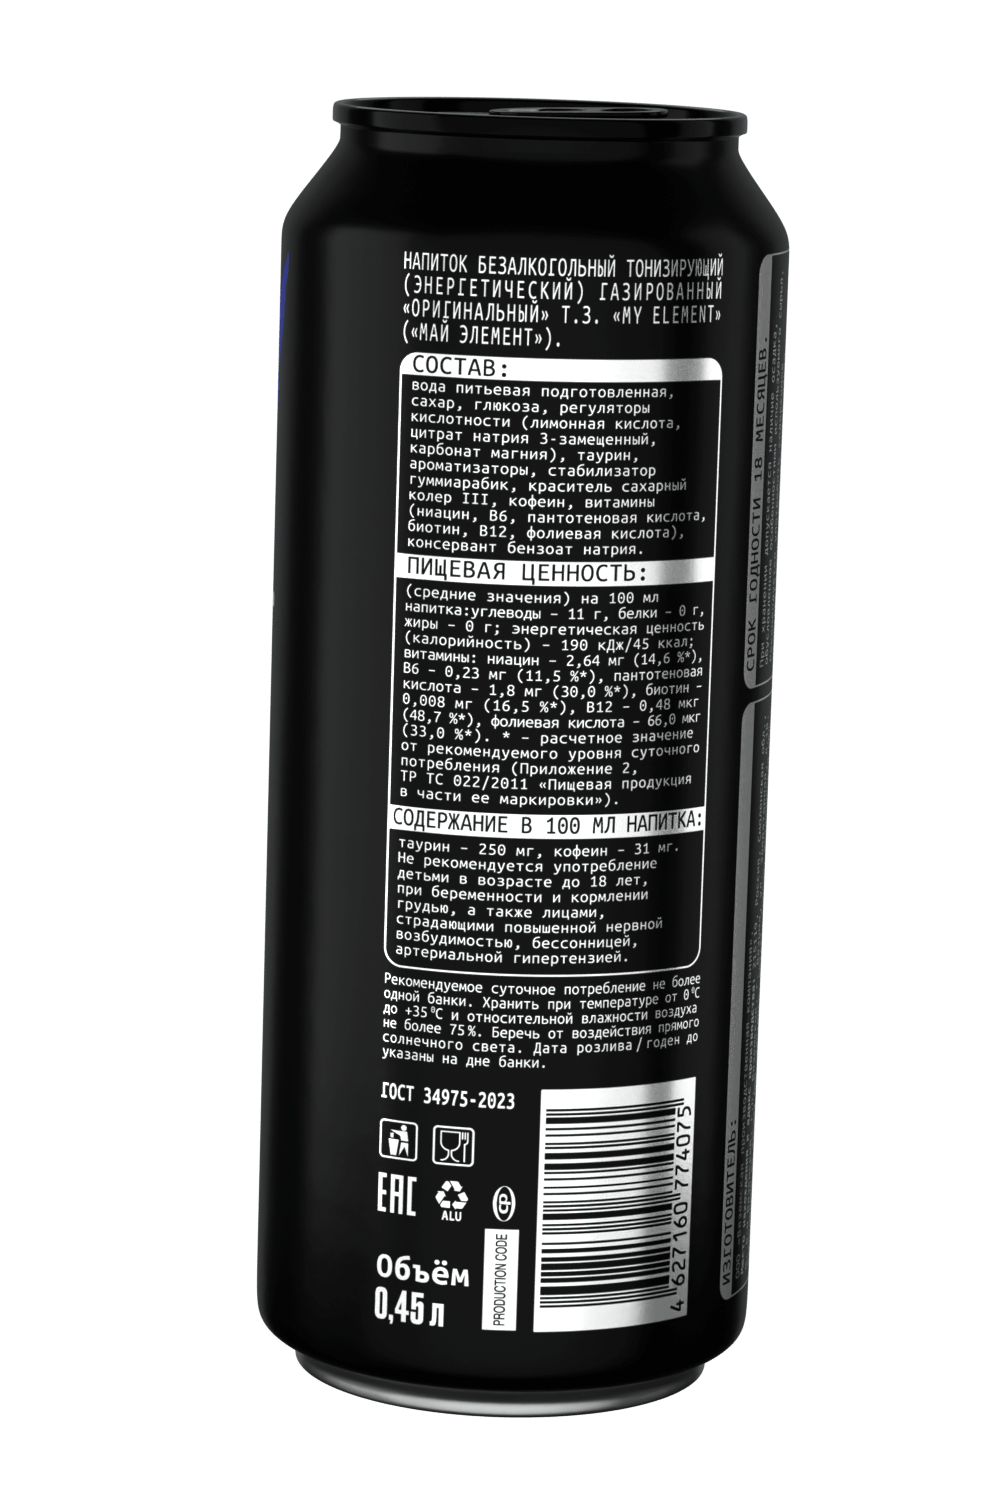 НАПИТОК БЕЗАЛКОГОЛЬНЫЙ ТОНИЗИРУЮЩИЙ
(ЭНЕРГЕТИЧЕСКИЙ) ГАЗИРОВАННЫЙ
«ОРИГИНАЛЬНЫЙ» Т.З. «MY ELEMENT»
(«МАЙ ЭЛЕМЕНТ»).
СОСТАВ:
вода питьевая подготовленная,
сахар, глюкоза, регуляторы
кислотности (лимонная кислота,
цитрат натрия 3-замещенный,
карбонат магния), таурин,
ароматизаторы, стабилизатор
гуммиарабик, краситель сахарный
колер III, кофеин, витамины
(ниацин, B6, пантотеновая кислота,
биотин, B12, фолиевая кислота),
консервант бензоат натрия.
ПИЩЕВАЯ ЦЕННОСТЬ:
(средние значения) на 100 мл
напитка:углеводы – 11 г, белки – 0 г,
жиры – 0 г; энергетическая ценность
(калорийность) – 190 кДж/45 ккал;
витамины: ниацин – 2,64 мг (14,6 %*),
B6 – 0,23 мг (11,5 %*), пантотеновая
кислота – 1,8 мг (30,0 %*), биотин –
0,008 мг (16,5 %*), B12 – 0,48 мкг
(48,7 %*), фолиевая кислота – 66,0 мкг
(33,0 %*). * – расчетное значение
от рекомендуемого уровня суточного
потребления (Приложение 2,
ТР ТС 022/2011 «Пищевая продукция
в части ее маркировки»).
СОДЕРЖАНИЕ В 100 МЛ НАПИТКА:
таурин – 250 мг, кофеин – 31 мг.
Не рекомендуется употребление
детьми в возрасте до 18 лет,
при беременности и кормлении
грудью, а также лицами,
страдающими повышенной нервной
возбудимостью, бессонницей,
артериальной гипертензией.
Рекомендуемое суточное потребление не более
одной банки. Хранить при температуре от 0°C
до +35°C и относительной влажности воздуха
не более 75%. Беречь от воздействия прямого
солнечного света. Дата розлива/годен до
указаны на дне банки.
ГОСТ 34975-2023
EAC
ALU
Объём
0,45 л
PRODUCTION CODE
4 627160 774075
СРОК ГОДНОСТИ 18 МЕСЯЦЕВ.
При хранении допускается наличие осадка,
ИЗГОТОВИТЕЛЬ: